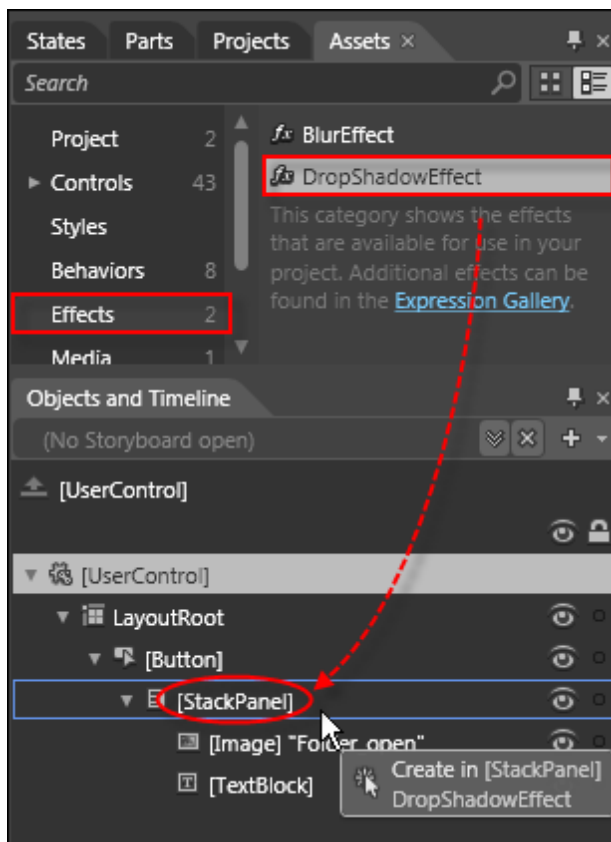 States Parts Projects Assets
Search
Project 2
Controls 43
Styles
Behaviors 8
Effects 2
Media 1
fx BlurEffect
fx DropShadowEffect
This category shows the effects
that are available for use in your
project. Additional effects can be
found in the Expression Gallery.
Objects and Timeline
(No Storyboard open)
[UserControl]
[UserControl]
LayoutRoot
[Button]
[StackPanel]
[Image] "Folder_open"
[TextBlock]
Create in [StackPanel]
DropShadowEffect